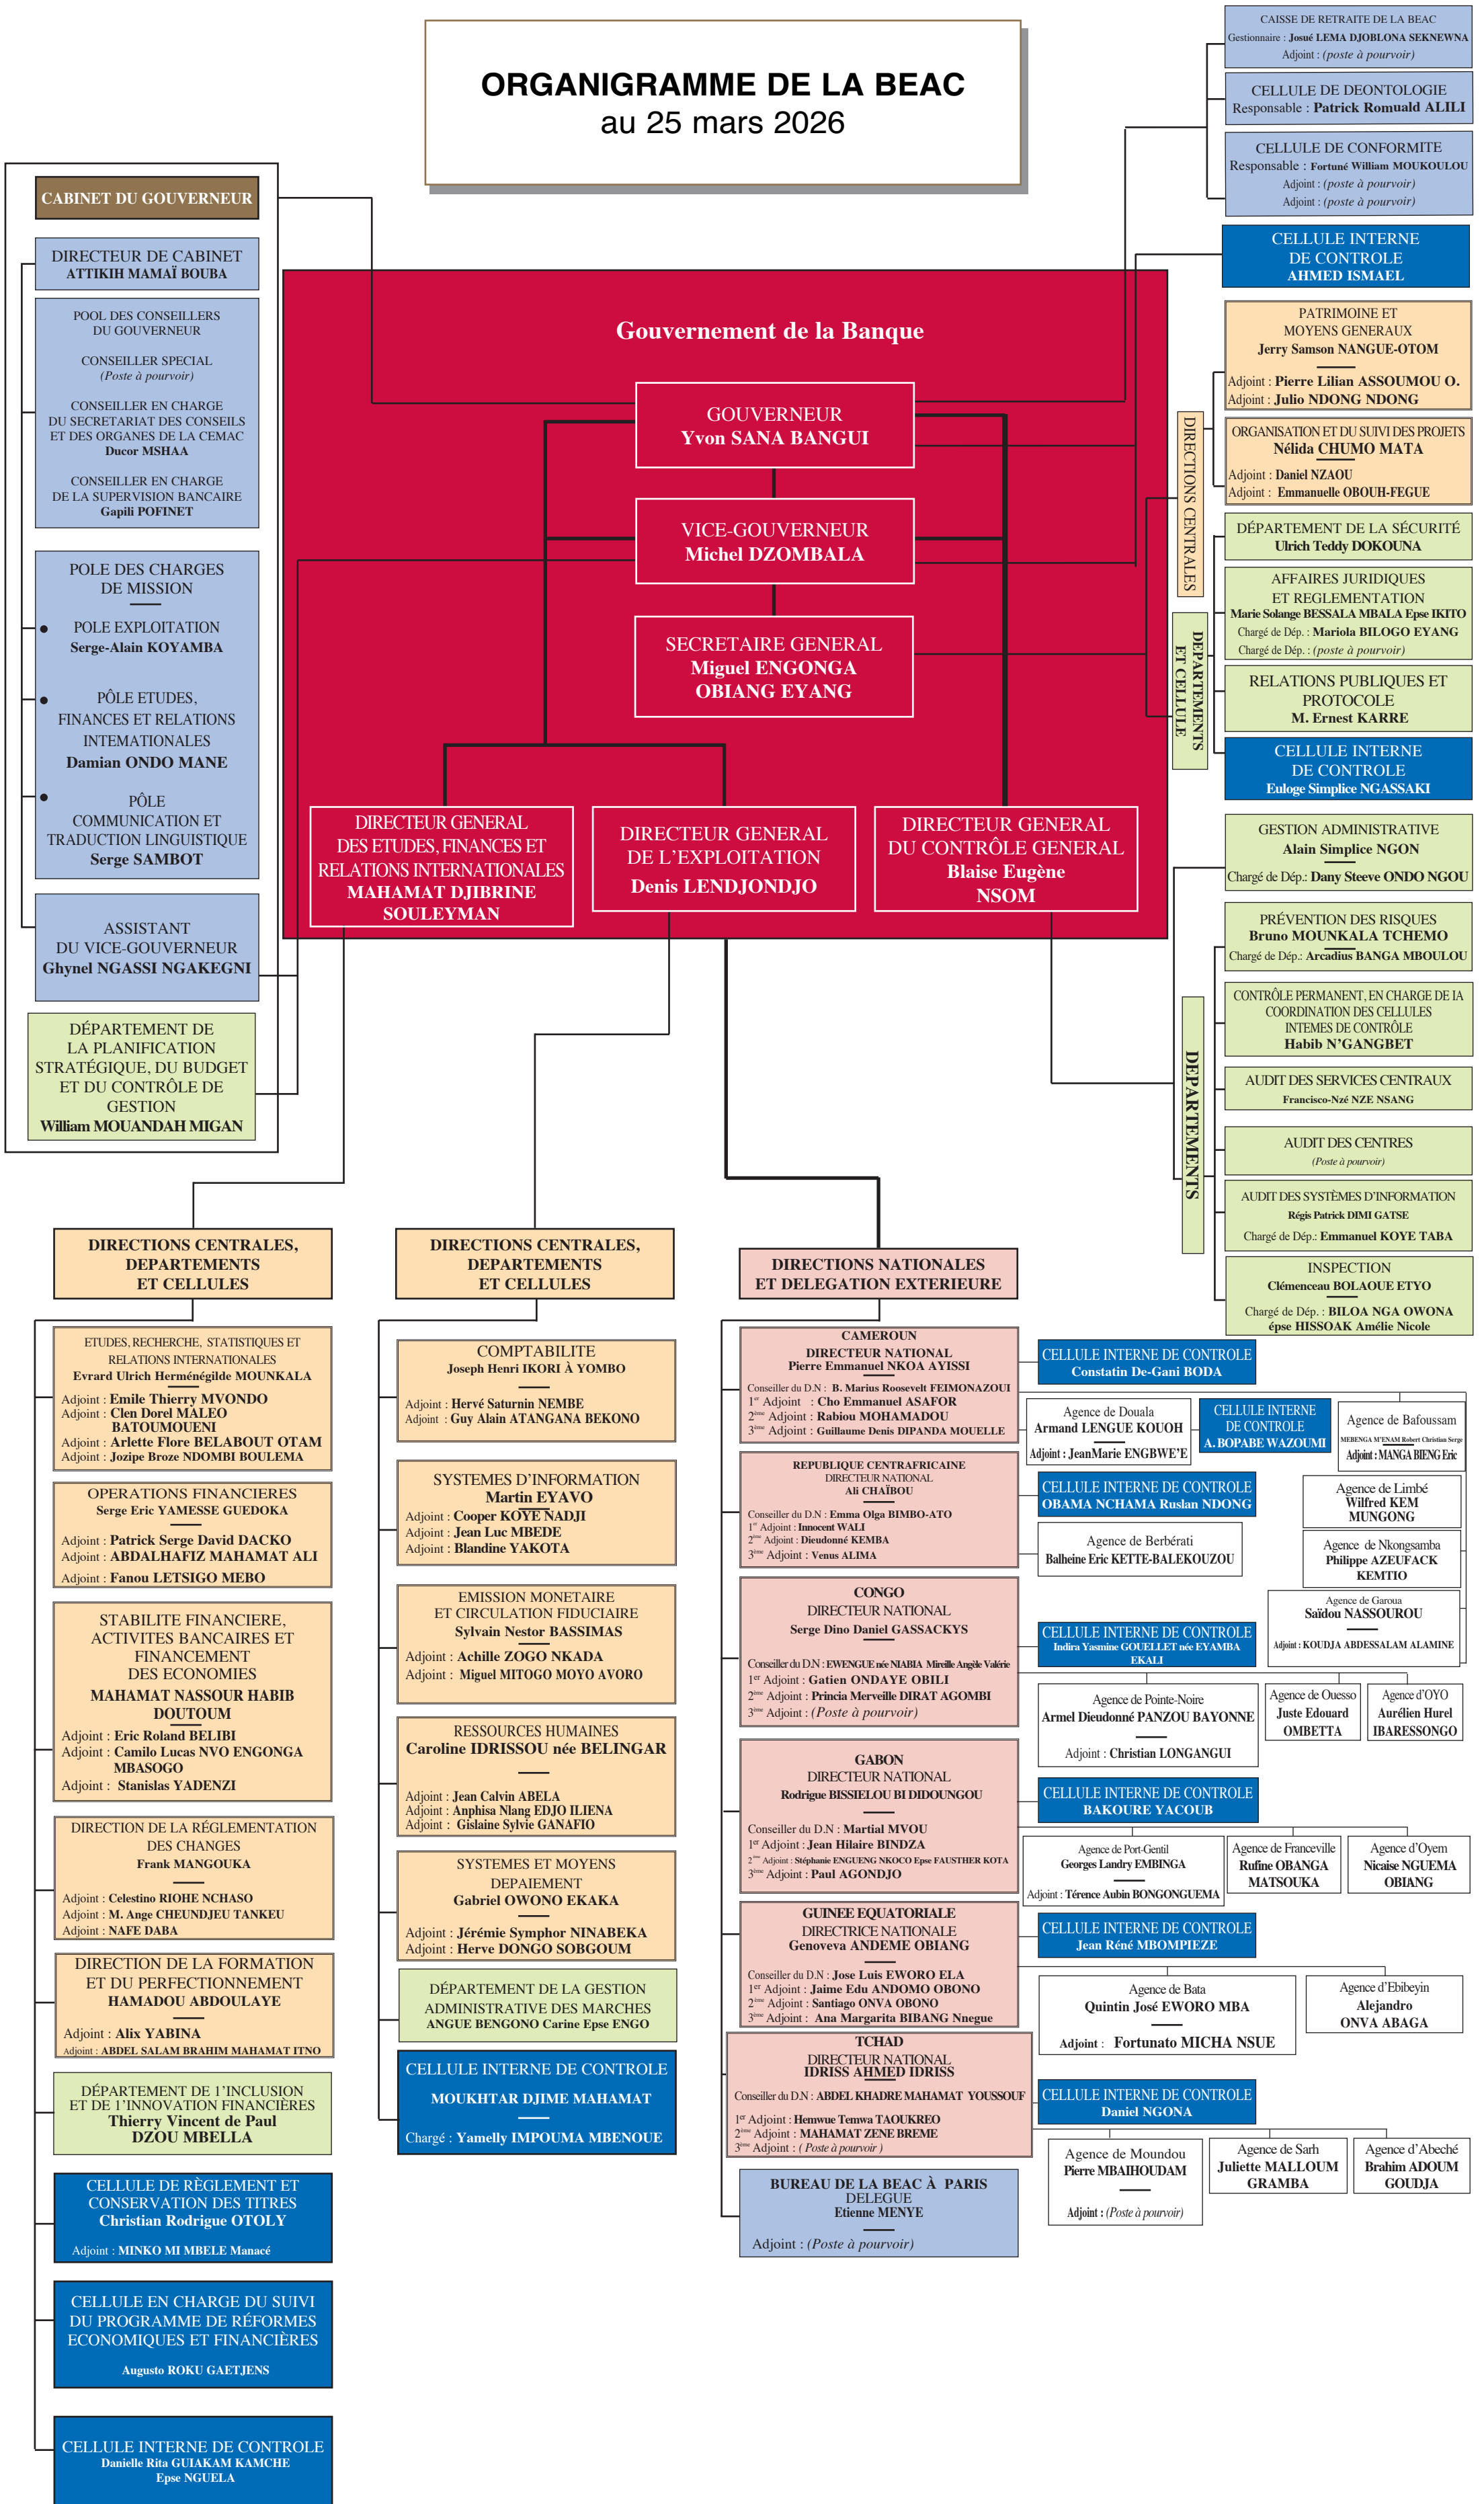 ORGANIGRAMME DE LA BEAC
au 25 mars 2026
CABINET DU GOUVERNEUR
DIRECTEUR DE CABINET
ATTIKIH MAMAÏ BOUBA
POOL DES CONSEILLERS
DU GOUVERNEUR
CONSEILLER SPECIAL
(Poste à pourvoir)
CONSEILLER EN CHARGE
DU SECRETARIAT DES CONSEILS
ET DES ORGANES DE LA CEMAC
Ducor MSHAA
CONSEILLER EN CHARGE
DE LA SUPERVISION BANCAIRE
Gapili POFINET
POLE DES CHARGES
DE MISSION
• POLE EXPLOITATION
Serge-Alain KOYAMBA
• PÔLE ETUDES,
FINANCES ET RELATIONS
INTEMATIONALES
Damian ONDO MANE
• PÔLE
COMMUNICATION ET
TRADUCTION LINGUISTIQUE
Serge SAMBOT
ASSISTANT
DU VICE-GOUVERNEUR
Ghynel NGASSI NGAKEGNI
DÉPARTEMENT DE
LA PLANIFICATION
STRATÉGIQUE, DU BUDGET
ET DU CONTRÔLE DE
GESTION
William MOUANDAH MIGAN
Gouvernement de la Banque
GOUVERNEUR
Yvon SANA BANGUI
VICE-GOUVERNEUR
Michel DZOMBALA
SECRETAIRE GENERAL
Miguel ENGONGA
OBIANG EYANG
DIRECTEUR GENERAL
DES ETUDES, FINANCES ET
RELATIONS INTERNATIONALES
MAHAMAT DJIBRINE
SOULEYMAN
DIRECTEUR GENERAL
DE L'EXPLOITATION
Denis LENDJONDJO
DIRECTEUR GENERAL
DU CONTRÔLE GENERAL
Blaise Eugène
NSOM
CAISSE DE RETRAITE DE LA BEAC
Gestionnaire : Josué LEMA DJOBLONA SEKNEWNA
Adjoint : (poste à pourvoir)
CELLULE DE DEONTOLOGIE
Responsable : Patrick Romuald ALILI
CELLULE DE CONFORMITE
Responsable : Fortuné William MOUKOULOU
Adjoint : (poste à pourvoir)
Adjoint : (poste à pourvoir)
CELLULE INTERNE
DE CONTROLE
AHMED ISMAEL
DIRECTIONS CENTRALES
PATRIMOINE ET
MOYENS GENERAUX
Jerry Samson NANGUE-OTOM
Adjoint : Pierre Lilian ASSOUMOU O.
Adjoint : Julio NDONG NDONG
ORGANISATION ET DU SUIVI DES PROJETS
Nélida CHUMO MATA
Adjoint : Daniel NZAOU
Adjoint : Emmanuelle OBOUH-FEGUE
DEPARTEMENTS
ET CELLULE
DÉPARTEMENT DE LA SÉCURITÉ
Ulrich Teddy DOKOUNA
AFFAIRES JURIDIQUES
ET REGLEMENTATION
Marie Solange BESSALA MBALA Epse IKITO
Chargé de Dép. : Mariola BILOGO EYANG
Chargé de Dép. : (poste à pourvoir)
RELATIONS PUBLIQUES ET
PROTOCOLE
M. Ernest KARRE
CELLULE INTERNE
DE CONTROLE
Euloge Simplice NGASSAKI
GESTION ADMINISTRATIVE
Alain Simplice NGON
Chargé de Dép.: Dany Steeve ONDO NGOU
DEPARTEMENTS
PRÉVENTION DES RISQUES
Bruno MOUNKALA TCHEMO
Chargé de Dép.: Arcadius BANGA MBOULOU
CONTRÔLE PERMANENT, EN CHARGE DE IA
COORDINATION DES CELLULES
INTEMES DE CONTRÔLE
Habib N'GANGBET
AUDIT DES SERVICES CENTRAUX
Francisco-Nzé NZE NSANG
AUDIT DES CENTRES
(Poste à pourvoir)
AUDIT DES SYSTÈMES D'INFORMATION
Régis Patrick DIMI GATSE
Chargé de Dép.: Emmanuel KOYE TABA
INSPECTION
Clémenceau BOLAOUE ETYO
Chargé de Dép. : BILOA NGA OWONA
épse HISSOAK Amélie Nicole
DIRECTIONS CENTRALES,
DEPARTEMENTS
ET CELLULES
ETUDES, RECHERCHE, STATISTIQUES ET
RELATIONS INTERNATIONALES
Evrard Ulrich Herménégilde MOUNKALA
Adjoint : Emile Thierry MVONDO
Adjoint : Clen Dorel MALEO
BATOUMOUENI
Adjoint : Arlette Flore BELABOUT OTAM
Adjoint : Jozipe Broze NDOMBI BOULEMA
OPERATIONS FINANCIERES
Serge Eric YAMESSE GUEDOKA
Adjoint : Patrick Serge David DACKO
Adjoint : ABDALHAFIZ MAHAMAT ALI
Adjoint : Fanou LETSIGO MEBO
STABILITE FINANCIERE,
ACTIVITES BANCAIRES ET
FINANCEMENT
DES ECONOMIES
MAHAMAT NASSOUR HABIB
DOUTOUM
Adjoint : Eric Roland BELIBI
Adjoint : Camilo Lucas NVO ENGONGA
MBASOGO
Adjoint : Stanislas YADENZI
DIRECTION DE LA RÉGLEMENTATION
DES CHANGES
Frank MANGOUKA
Adjoint : Celestino RIOHE NCHASO
Adjoint : M. Ange CHEUNDJEU TANKEU
Adjoint : NAFE DABA
DIRECTION DE LA FORMATION
ET DU PERFECTIONNEMENT
HAMADOU ABDOULAYE
Adjoint : Alix YABINA
Adjoint : ABDEL SALAM BRAHIM MAHAMAT ITNO
DÉPARTEMENT DE 1'INCLUSION
ET DE 1'INNOVATION FINANCIÈRES
Thierry Vincent de Paul
DZOU MBELLA
CELLULE DE RÈGLEMENT ET
CONSERVATION DES TITRES
Christian Rodrigue OTOLY
Adjoint : MINKO MI MBELE Manacé
CELLULE EN CHARGE DU SUIVI
DU PROGRAMME DE RÉFORMES
ECONOMIQUES ET FINANCIÈRES
Augusto ROKU GAETJENS
CELLULE INTERNE DE CONTROLE
Danielle Rita GUIAKAM KAMCHE
Epse NGUELA
DIRECTIONS CENTRALES,
DEPARTEMENTS
ET CELLULES
COMPTABILITE
Joseph Henri IKORI À YOMBO
Adjoint : Hervé Saturnin NEMBE
Adjoint : Guy Alain ATANGANA BEKONO
SYSTEMES D'INFORMATION
Martin EYAVO
Adjoint : Cooper KOYE NADJI
Adjoint : Jean Luc MBEDE
Adjoint : Blandine YAKOTA
EMISSION MONETAIRE
ET CIRCULATION FIDUCIAIRE
Sylvain Nestor BASSIMAS
Adjoint : Achille ZOGO NKADA
Adjoint : Miguel MITOGO MOYO AVORO
RESSOURCES HUMAINES
Caroline IDRISSOU née BELINGAR
Adjoint : Jean Calvin ABELA
Adjoint : Anphisa Nlang EDJO ILIENA
Adjoint : Gislaine Sylvie GANAFIO
SYSTEMES ET MOYENS
DEPAIEMENT
Gabriel OWONO EKAKA
Adjoint : Jérémie Symphor NINABEKA
Adjoint : Herve DONGO SOBGOUM
DÉPARTEMENT DE LA GESTION
ADMINISTRATIVE DES MARCHES
ANGUE BENGONO Carine Epse ENGO
CELLULE INTERNE DE CONTROLE
MOUKHTAR DJIME MAHAMAT
Chargé : Yamelly IMPOUMA MBENOUE
DIRECTIONS NATIONALES
ET DELEGATION EXTERIEURE
CAMEROUN
DIRECTEUR NATIONAL
Pierre Emmanuel NKOA AYISSI
Conseiller du D.N : B. Marius Roosevelt FEIMONAZOUI
1er Adjoint : Cho Emmanuel ASAFOR
2ème Adjoint : Rabiou MOHAMADOU
3ème Adjoint : Guillaume Denis DIPANDA MOUELLE
CELLULE INTERNE DE CONTROLE
Constatin De-Gani BODA
Agence de Douala
Armand LENGUE KOUOH
Adjoint : JeanMarie ENGBWE'E
CELLULE INTERNE
DE CONTROLE
A. BOPABE WAZOUMI
Agence de Bafoussam
MEBENGA M'ENAM Robert Christian Serge
Adjoint : MANGA BIENG Eric
Agence de Limbé
Wilfred KEM
MUNGONG
Agence de Nkongsamba
Philippe AZEUFACK
KEMTIO
Agence de Garoua
Saïdou NASSOUROU
Adjoint : KOUDJA ABDESSALAM ALAMINE
REPUBLIQUE CENTRAFRICAINE
DIRECTEUR NATIONAL
Ali CHAÏBOU
Conseiller du D.N : Emma Olga BIMBO-ATO
1er Adjoint : Innocent WALI
2ème Adjoint : Dieudonné KEMBA
3ème Adjoint : Venus ALIMA
CELLULE INTERNE DE CONTROLE
OBAMA NCHAMA Ruslan NDONG
Agence de Berbérati
Balheine Eric KETTE-BALEKOUZOU
CONGO
DIRECTEUR NATIONAL
Serge Dino Daniel GASSACKYS
Conseiller du D.N : EWENGUE née NIABIA Mireille Angèle Valérie
1er Adjoint : Gatien ONDAYE OBILI
2ème Adjoint : Princia Merveille DIRAT AGOMBI
3ème Adjoint : (Poste à pourvoir)
CELLULE INTERNE DE CONTROLE
Indira Yasmine GOUELLET née EYAMBA
EKALI
Agence de Pointe-Noire
Armel Dieudonné PANZOU BAYONNE
Adjoint : Christian LONGANGUI
Agence de Ouesso
Juste Edouard
OMBETTA
Agence d'OYO
Aurélien Hurel
IBARESSONGO
GABON
DIRECTEUR NATIONAL
Rodrigue BISSIELOU BI DIDOUNGOU
Conseiller du D.N : Martial MVOU
1er Adjoint : Jean Hilaire BINDZA
2ème Adjoint : Stéphanie ENGUENG NKOCO Epse FAUSTHER KOTA
3ème Adjoint : Paul AGONDJO
CELLULE INTERNE DE CONTROLE
BAKOURE YACOUB
Agence de Port-Gentil
Georges Landry EMBINGA
Adjoint : Térence Aubin BONGONGUEMA
Agence de Franceville
Rufine OBANGA
MATSOUKA
Agence d'Oyem
Nicaise NGUEMA
OBIANG
GUINEE EQUATORIALE
DIRECTRICE NATIONALE
Genoveva ANDEME OBIANG
Conseiller du D.N : Jose Luis EWORO ELA
1er Adjoint : Jaime Edu ANDOMO OBONO
2ème Adjoint : Santiago ONVA OBONO
3ème Adjoint : Ana Margarita BIBANG Nnegue
CELLULE INTERNE DE CONTROLE
Jean Réné MBOMPIEZE
Agence de Bata
Quintin José EWORO MBA
Adjoint : Fortunato MICHA NSUE
Agence d'Ebibeyin
Alejandro
ONVA ABAGA
TCHAD
DIRECTEUR NATIONAL
IDRISS AHMED IDRISS
Conseiller du D.N : ABDEL KHADRE MAHAMAT YOUSSOUF
1er Adjoint : Hemwue Temwa TAOUKREO
2ème Adjoint : MAHAMAT ZENE BREME
3ème Adjoint : ( Poste à pourvoir )
CELLULE INTERNE DE CONTROLE
Daniel NGONA
Agence de Moundou
Pierre MBAIHOUDAM
Adjoint : (Poste à pourvoir)
Agence de Sarh
Juliette MALLOUM
GRAMBA
Agence d'Abeché
Brahim ADOUM
GOUDJA
BUREAU DE LA BEAC À PARIS
DELEGUE
Etienne MENYE
Adjoint : (Poste à pourvoir)